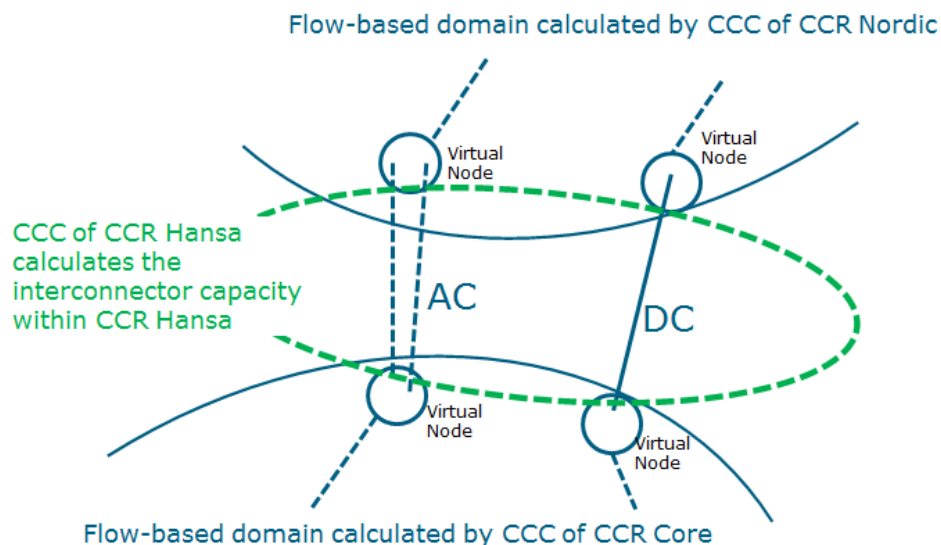 Flow-based domain calculated by CCC of CCR Nordic
Virtual
Node
Virtual
Node
CCC of CCR Hansa
calculates the
interconnector capacity
within CCR Hansa
AC
DC
Virtual
Node
Virtual
Node
Flow-based domain calculated by CCC of CCR Core